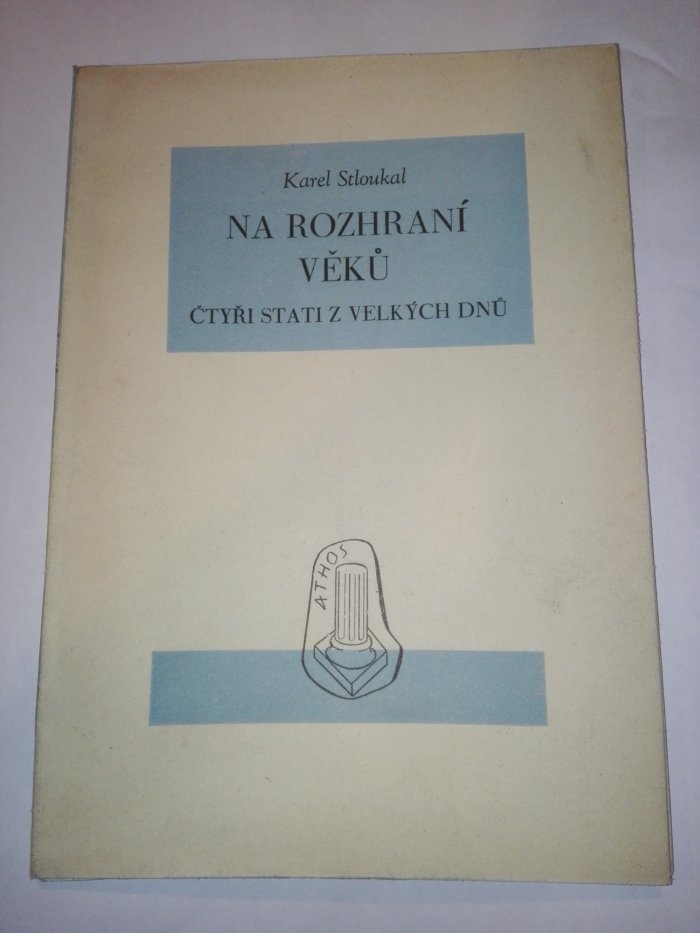 Karel Stloukal
NA ROZHRANÍ
VĚKŮ
ČTYŘI STATI Z VELKÝCH DNŮ
ATHOS